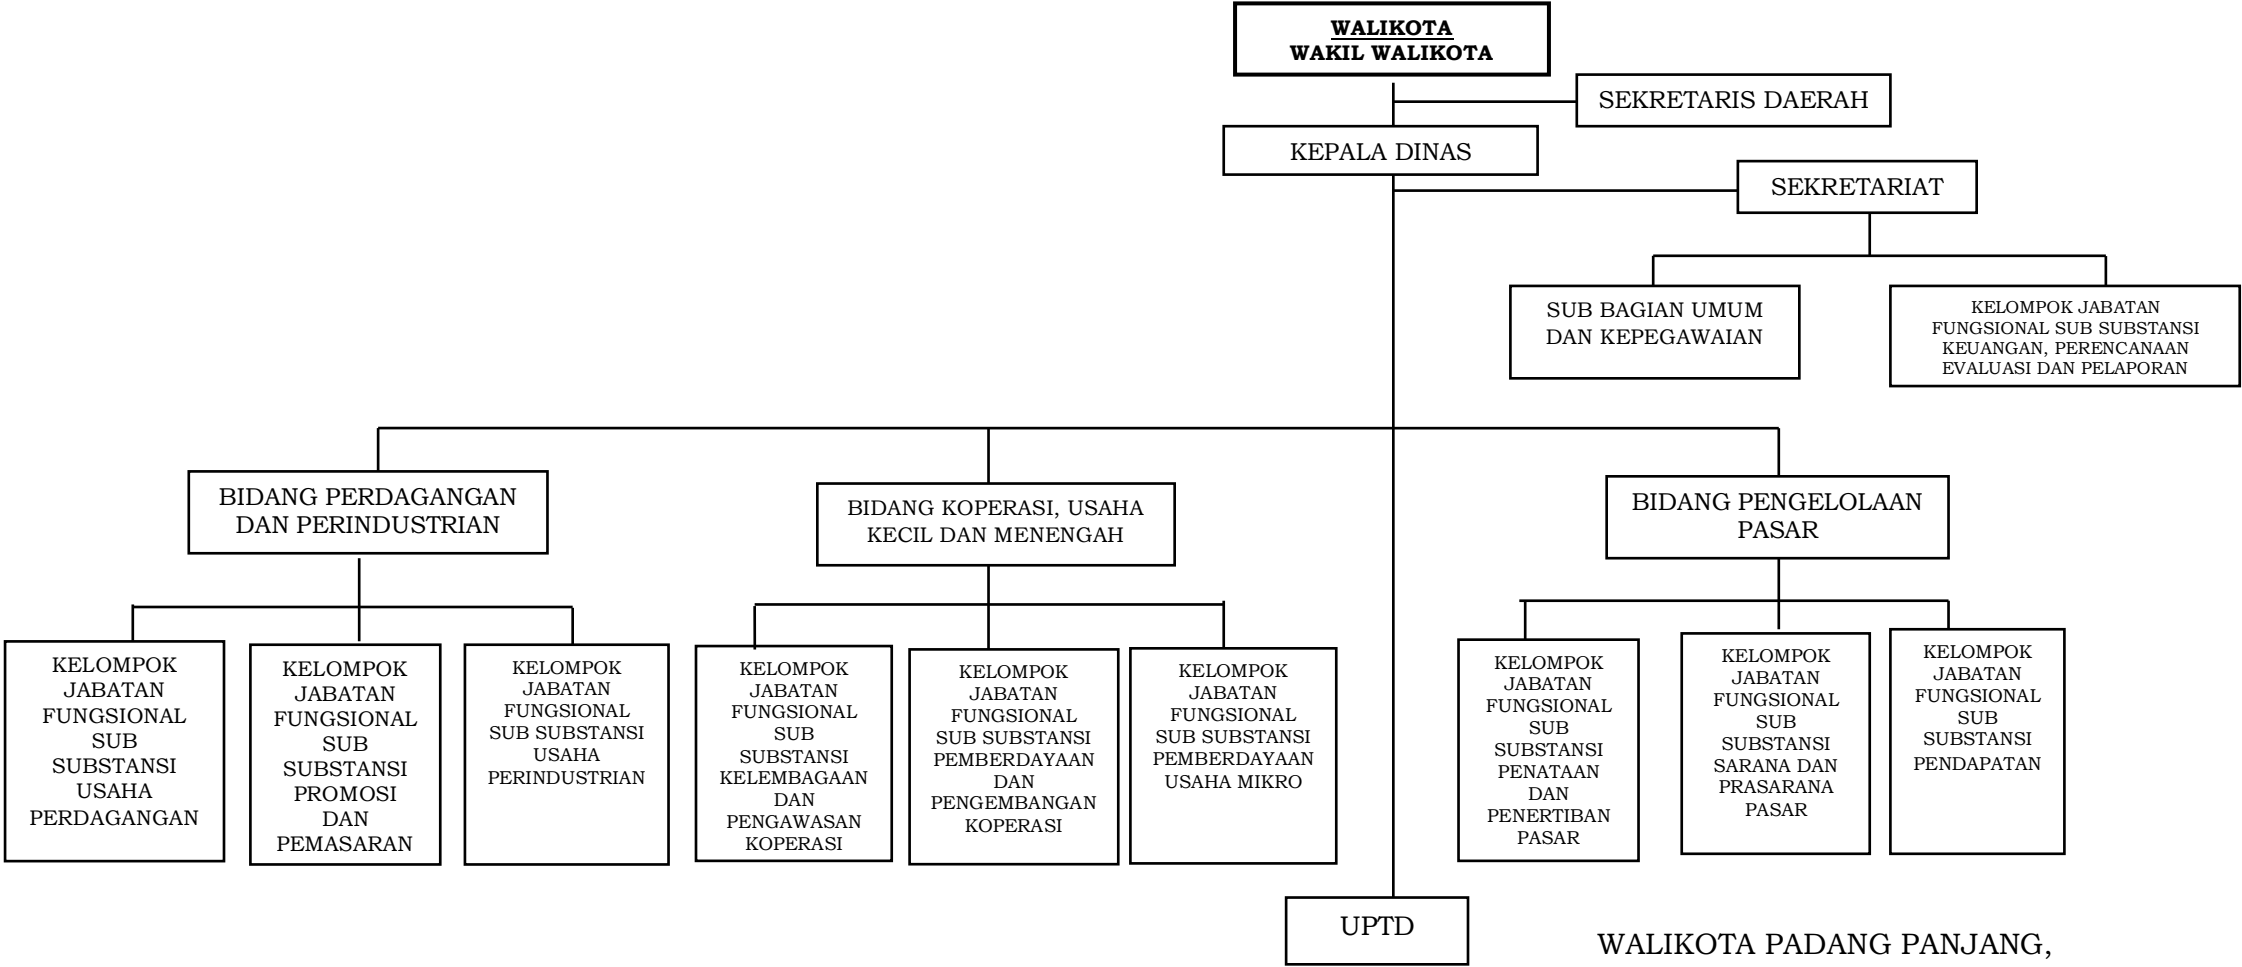 WALIKOTA
WAKIL WALIKOTA
SEKRETARIS DAERAH
KEPALA DINAS
SEKRETARIAT
SUB BAGIAN UMUM
DAN KEPEGAWAIAN
KELOMPOK JABATAN
FUNGSIONAL SUB SUBSTANSI
KEUANGAN, PERENCANAAN
EVALUASI DAN PELAPORAN
BIDANG PERDAGANGAN
DAN PERINDUSTRIAN
BIDANG KOPERASI, USAHA
KECIL DAN MENENGAH
BIDANG PENGELOLAAN
PASAR
KELOMPOK
JABATAN
FUNGSIONAL
SUB
SUBSTANSI
USAHA
PERDAGANGAN
KELOMPOK
JABATAN
FUNGSIONAL
SUB
SUBSTANSI
PROMOSI
DAN
PEMASARAN
KELOMPOK
JABATAN
FUNGSIONAL
SUB SUBSTANSI
USAHA
PERINDUSTRIAN
KELOMPOK
JABATAN
FUNGSIONAL
SUB
SUBSTANSI
KELEMBAGAAN
DAN
PENGAWASAN
KOPERASI
KELOMPOK
JABATAN
FUNGSIONAL
SUB SUBSTANSI
PEMBERDAYAAN
DAN
PENGEMBANGAN
KOPERASI
KELOMPOK
JABATAN
FUNGSIONAL
SUB SUBSTANSI
PEMBERDAYAAN
USAHA MIKRO
KELOMPOK
JABATAN
FUNGSIONAL
SUB
SUBSTANSI
PENATAAN
DAN
PENERTIBAN
PASAR
KELOMPOK
JABATAN
FUNGSIONAL
SUB
SUBSTANSI
SARANA DAN
PRASARANA
PASAR
KELOMPOK
JABATAN
FUNGSIONAL
SUB
SUBSTANSI
PENDAPATAN
UPTD
WALIKOTA PADANG PANJANG,